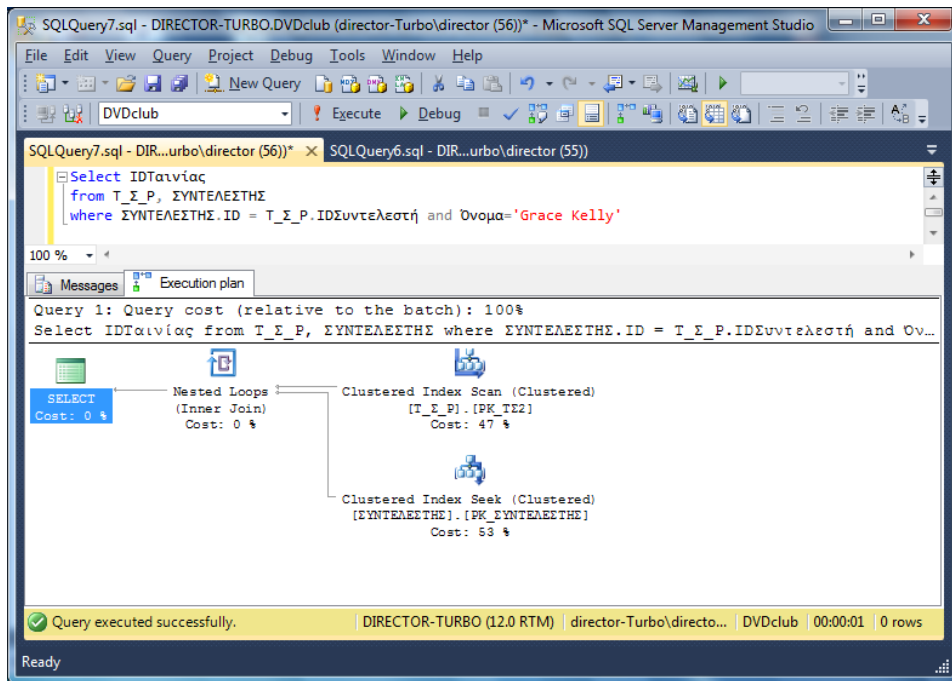 SQLQuery7.sql - DIRECTOR-TURBO.DVDclub (director-Turbo\director (56))* - Microsoft SQL Server Management Studio
File Edit View Query Project Debug Tools Window Help
New Query
DVDclub Execute Debug
SQLQuery7.sql - DIR...urbo\director (56))* SQLQuery6.sql - DIR...urbo\director (55))
Select IDΤαινίας
from Τ_Σ_Ρ, ΣΥΝΤΕΛΕΣΤΗΣ
where ΣΥΝΤΕΛΕΣΤΗΣ.ID = Τ_Σ_Ρ.IDΣυντελεστή and Όνομα='Grace Kelly'
100 %
Messages Execution plan
Query 1: Query cost (relative to the batch): 100%
Select IDΤαινίας from Τ_Σ_Ρ, ΣΥΝΤΕΛΕΣΤΗΣ where ΣΥΝΤΕΛΕΣΤΗΣ.ID = Τ_Σ_Ρ.IDΣυντελεστή and Όν…
SELECT
Cost: 0 %
Nested Loops
(Inner Join)
Cost: 0 %
Clustered Index Scan (Clustered)
[Τ_Σ_Ρ].[PK_ΤΣ2]
Cost: 47 %
Clustered Index Seek (Clustered)
[ΣΥΝΤΕΛΕΣΤΗΣ].[PK_ΣΥΝΤΕΛΕΣΤΗΣ]
Cost: 53 %
Query executed successfully. DIRECTOR-TURBO (12.0 RTM) director-Turbo\directo... DVDclub 00:00:01 0 rows
Ready